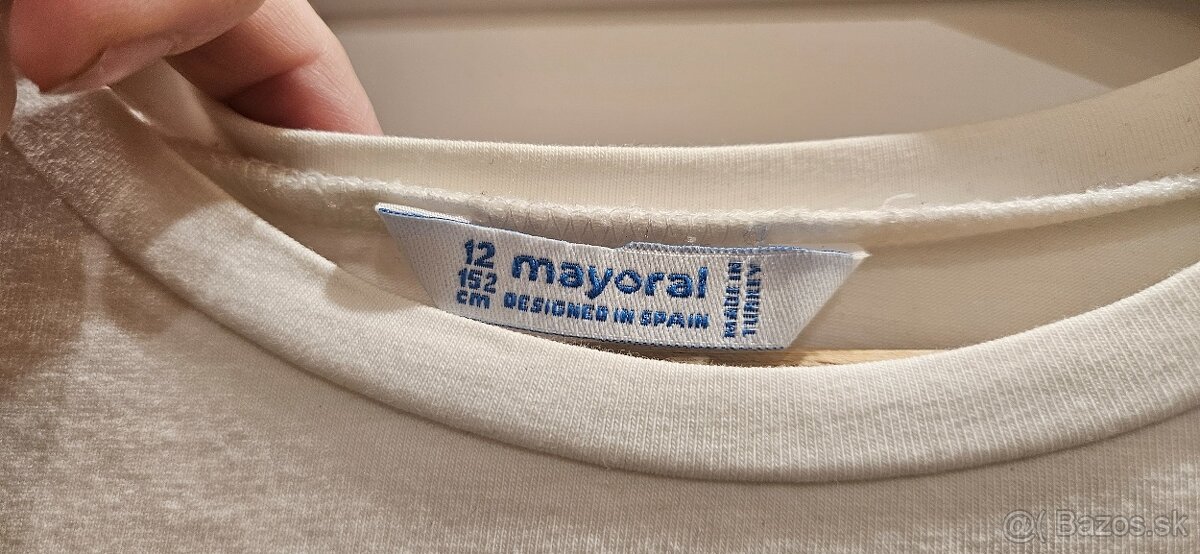 12
152
cm
mayoral
DESIGNED IN SPAIN
MADE IN
TURKEY
@( Bazos.sk